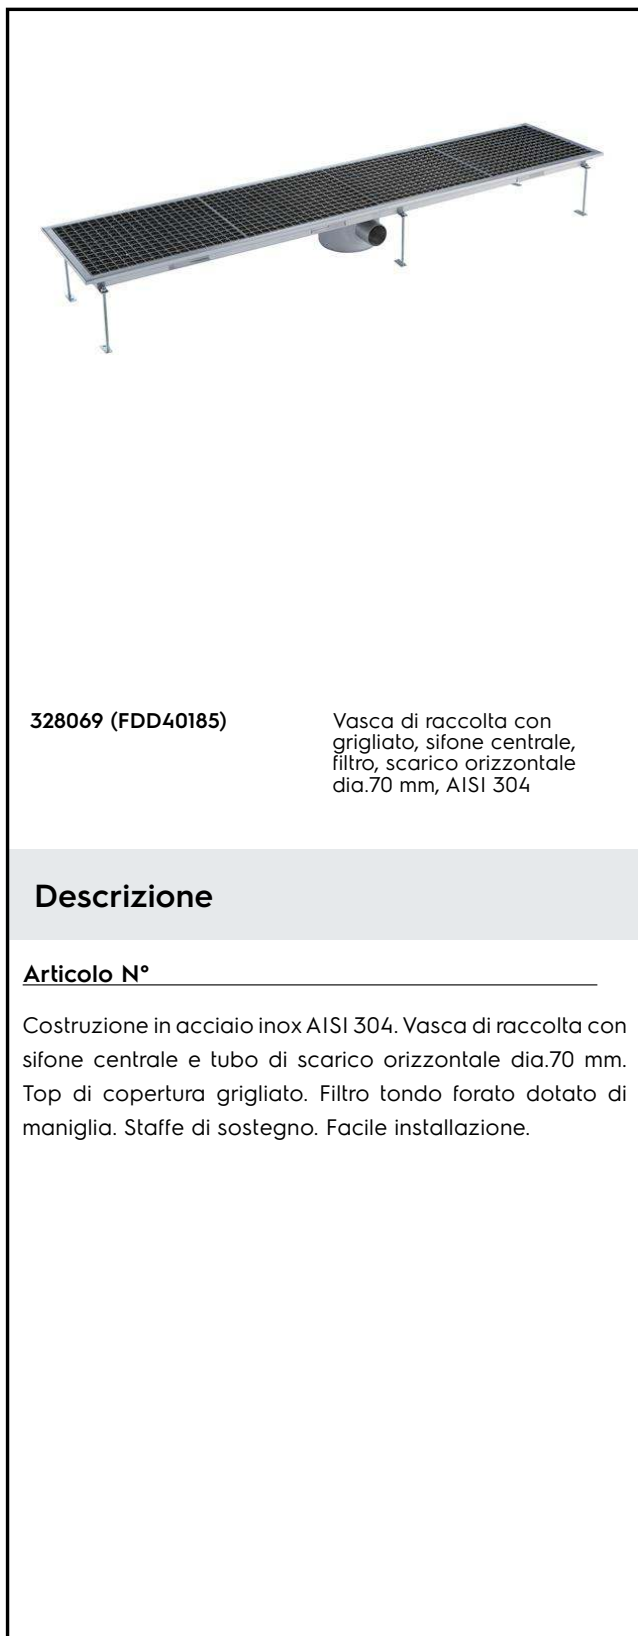 328069 (FDD40185)
Vasca di raccolta con
grigliato, sifone centrale,
filtro, scarico orizzontale
dia.70 mm, AISI 304
Descrizione
Articolo N°
Costruzione in acciaio inox AISI 304. Vasca di raccolta con
sifone centrale e tubo di scarico orizzontale dia.70 mm.
Top di copertura grigliato. Filtro tondo forato dotato di
maniglia. Staffe di sostegno. Facile installazione.